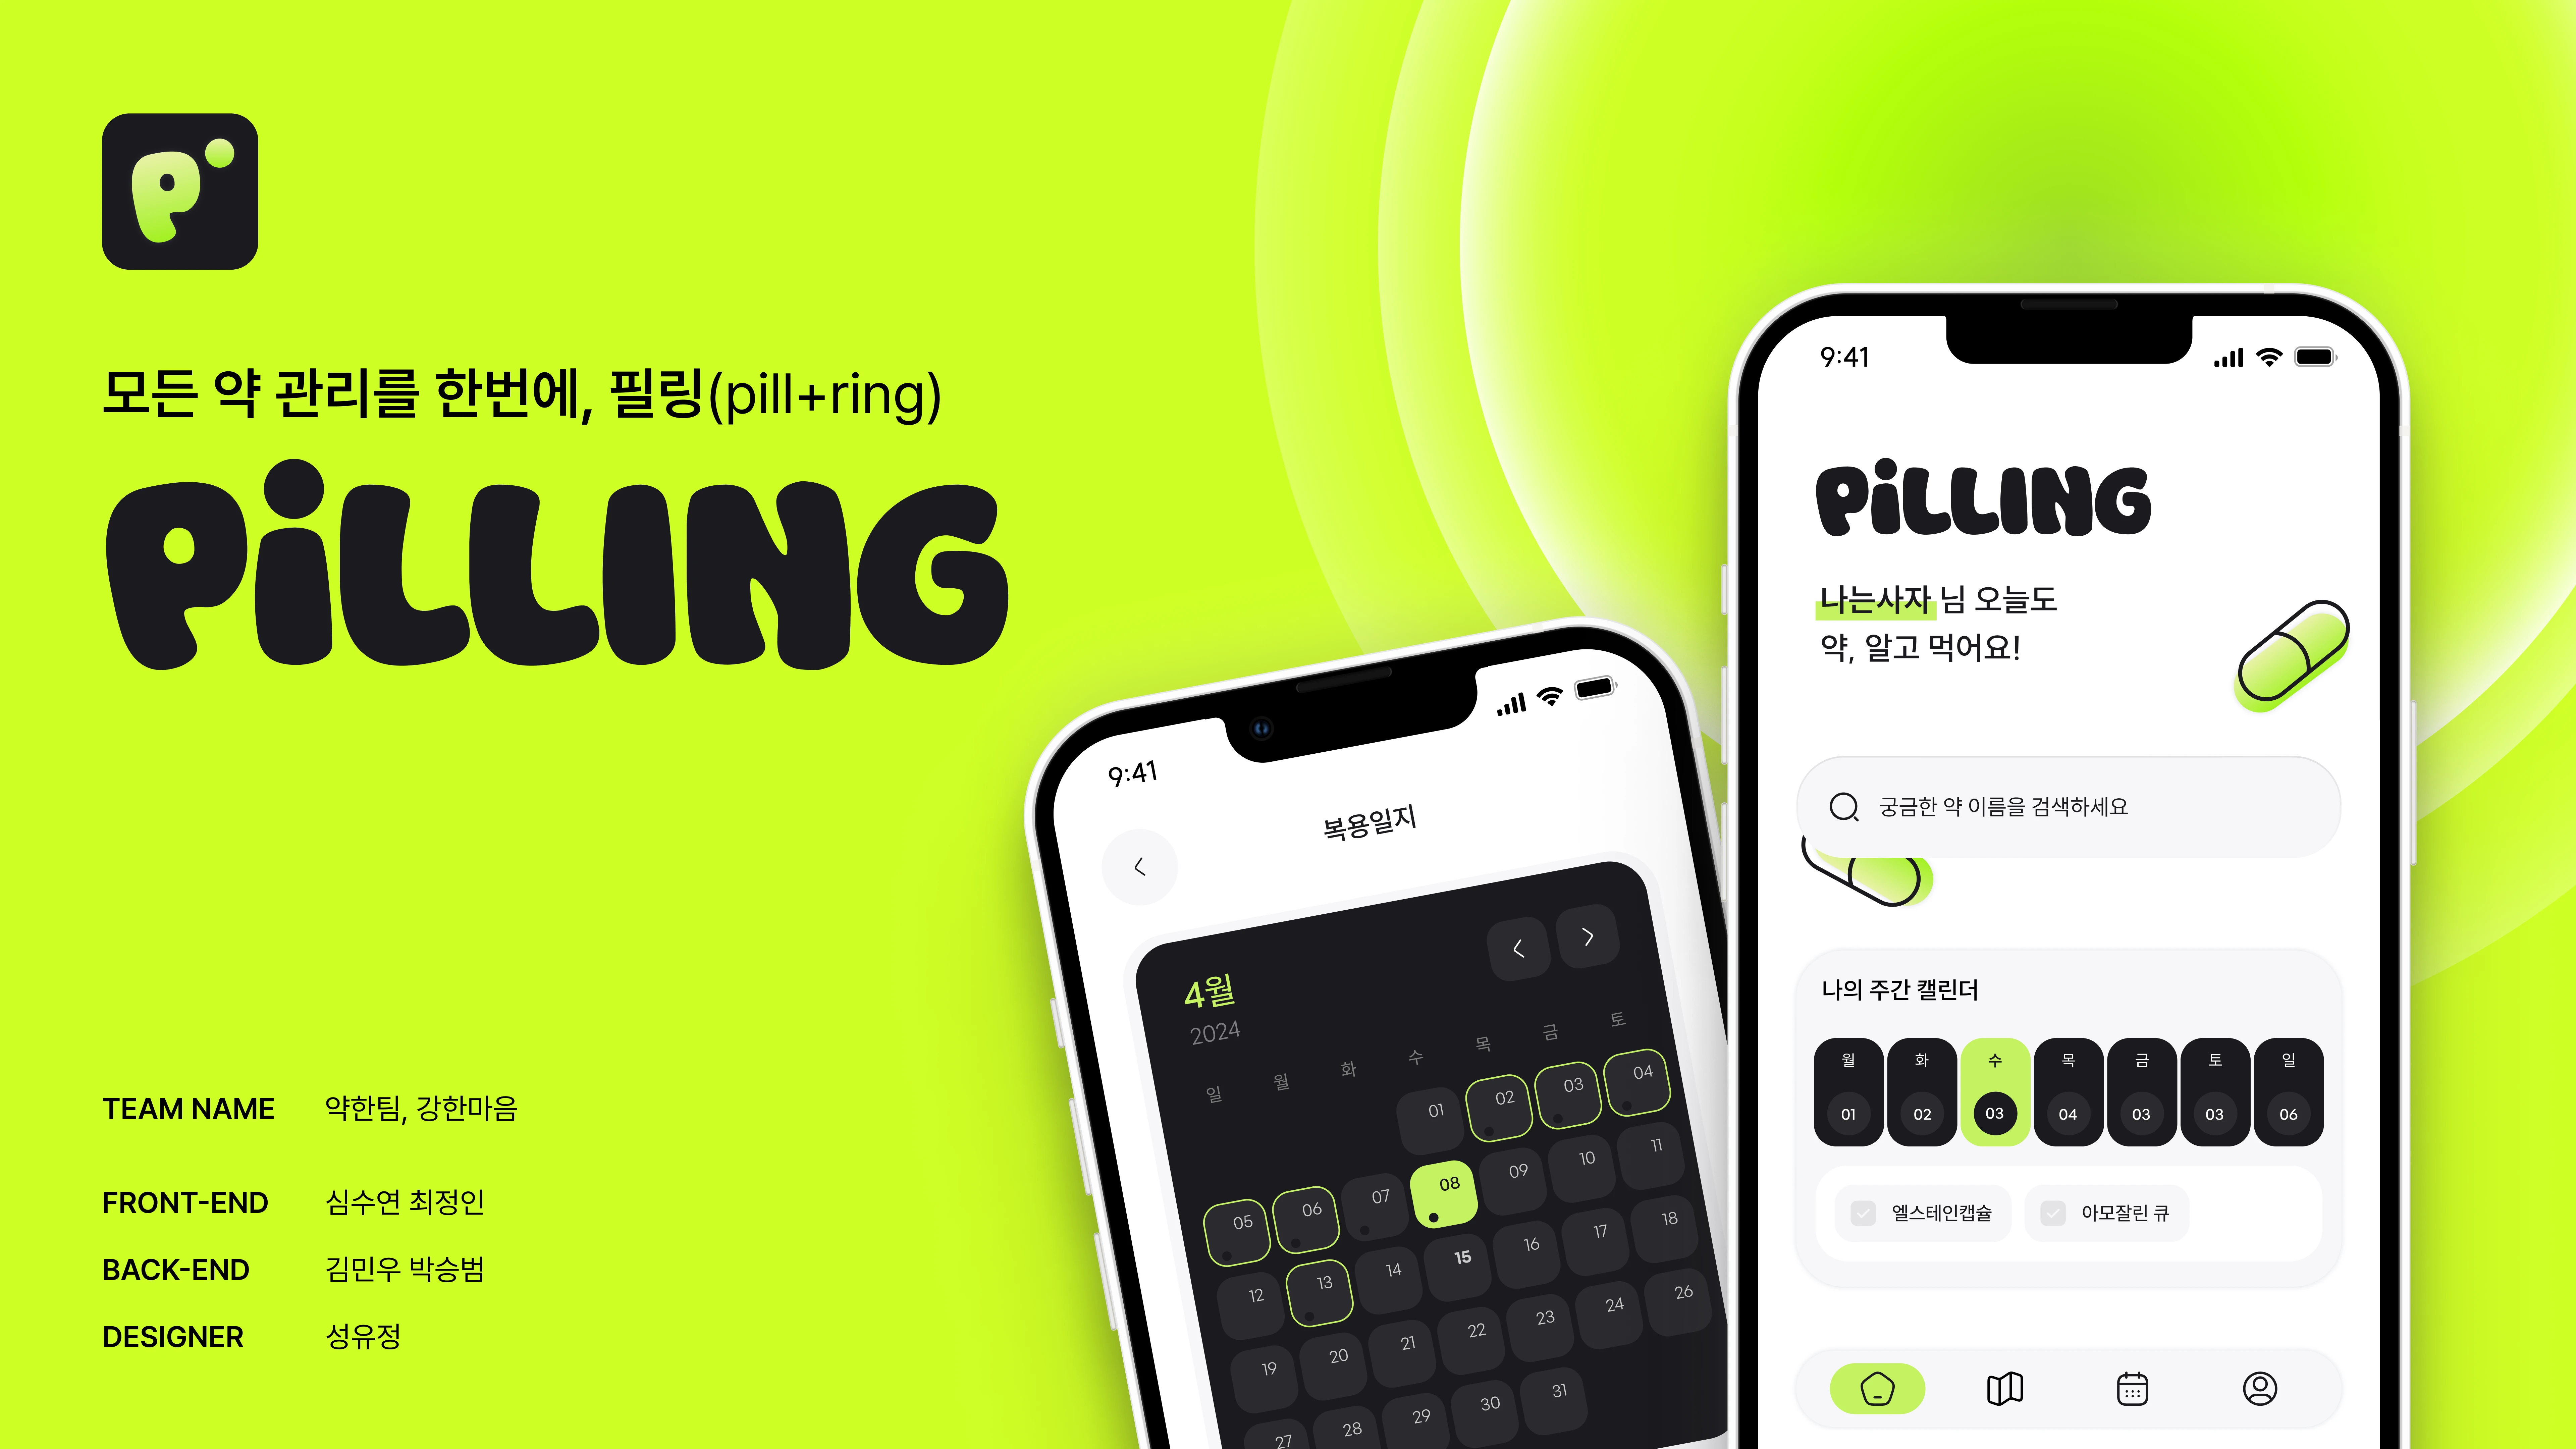 P
모든 약 관리를 한번에, 필링(pill+ring)
PiLLING
TEAM NAME 약한팀, 강한마음
FRONT-END 심수연 최정인
BACK-END 김민우 박승범
DESIGNER 성유정
9:41
복용일지
4월
2024
일 월 화 수 목 금 토
01 02 03 04
05 06 07 08 09 10 11
12 13 14 15 16 17 18
19 20 21 22 23 24 26
27 28 29 30 31
9:41
PiLLING
나는사자 님 오늘도
약, 알고 먹어요!
궁금한 약 이름을 검색하세요
나의 주간 캘린더
월 화 수 목 금 토 일
01 02 03 04 03 03 06
엘스테인캡슐 아모잘린 큐